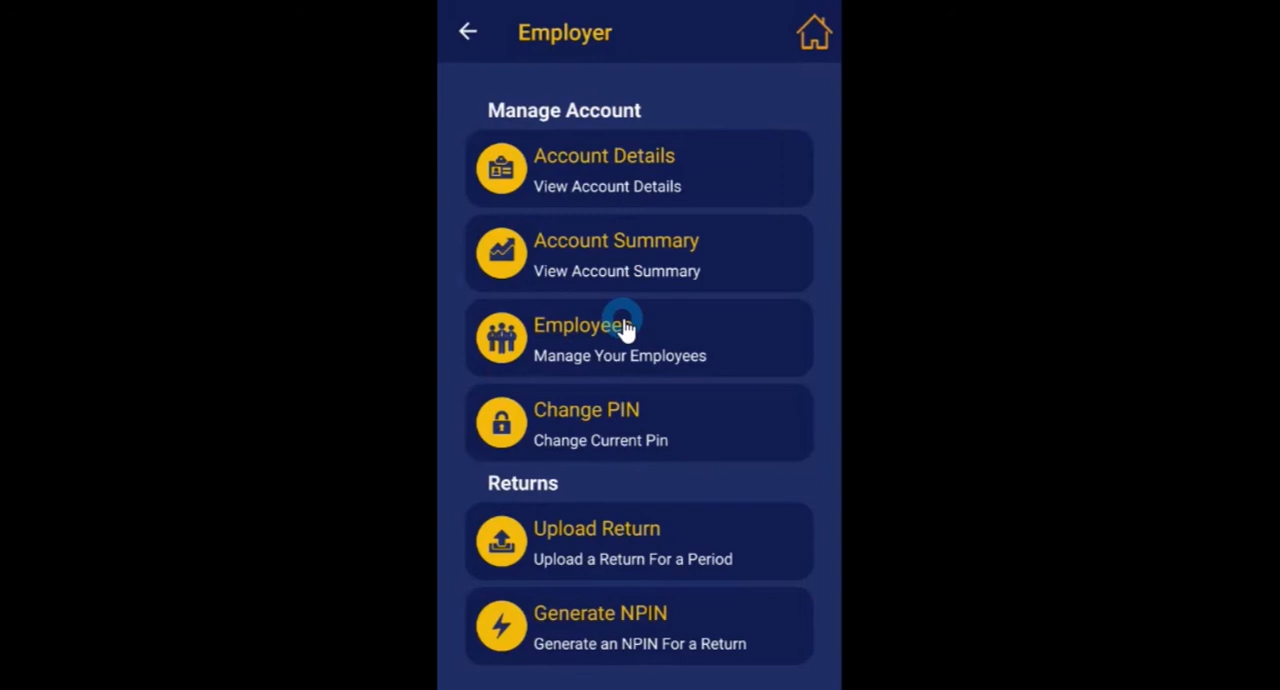 Employer
Manage Account
Account Details
View Account Details
Account Summary
View Account Summary
Employees
Manage Your Employees
Change PIN
Change Current Pin
Returns
Upload Return
Upload a Return For a Period
Generate NPIN
Generate an NPIN For a Return